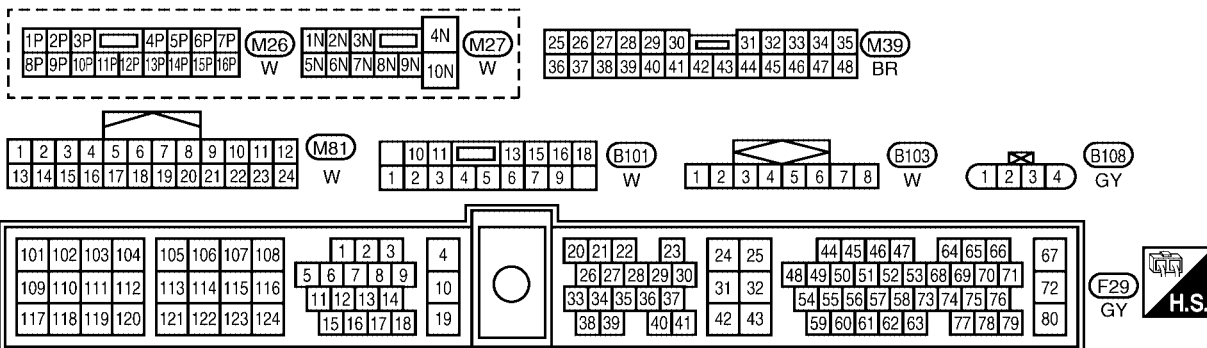 1P 2P 3P 4P 5P 6P 7P
8P 9P 10P 11P 12P 13P 14P 15P 16P
M26
W
1N 2N 3N 4N
5N 6N 7N 8N 9N 10N
M27
W
25 26 27 28 29 30 31 32 33 34 35
36 37 38 39 40 41 42 43 44 45 46 47 48
M39
BR
1 2 3 4 5 6 7 8 9 10 11 12
13 14 15 16 17 18 19 20 21 22 23 24
M81
W
10 11 13 15 16 18
1 2 3 4 5 6 7 9
B101
W
1 2 3 4 5 6 7 8
B103
W
1 2 3 4
B108
GY
101 102 103 104 105 106 107 108 1 2 3 4 20 21 22 23 24 25 44 45 46 47 64 65 66 67
5 6 7 8 9 26 27 28 29 30 48 49 50 51 52 53 68 69 70 71
109 110 111 112 113 114 115 116 10 31 32 72
11 12 13 14 33 34 35 36 37 54 55 56 57 58 73 74 75 76
117 118 119 120 121 122 123 124 15 16 17 18 19 38 39 40 41 42 43 59 60 61 62 63 77 78 79 80
F29
GY
H.S.